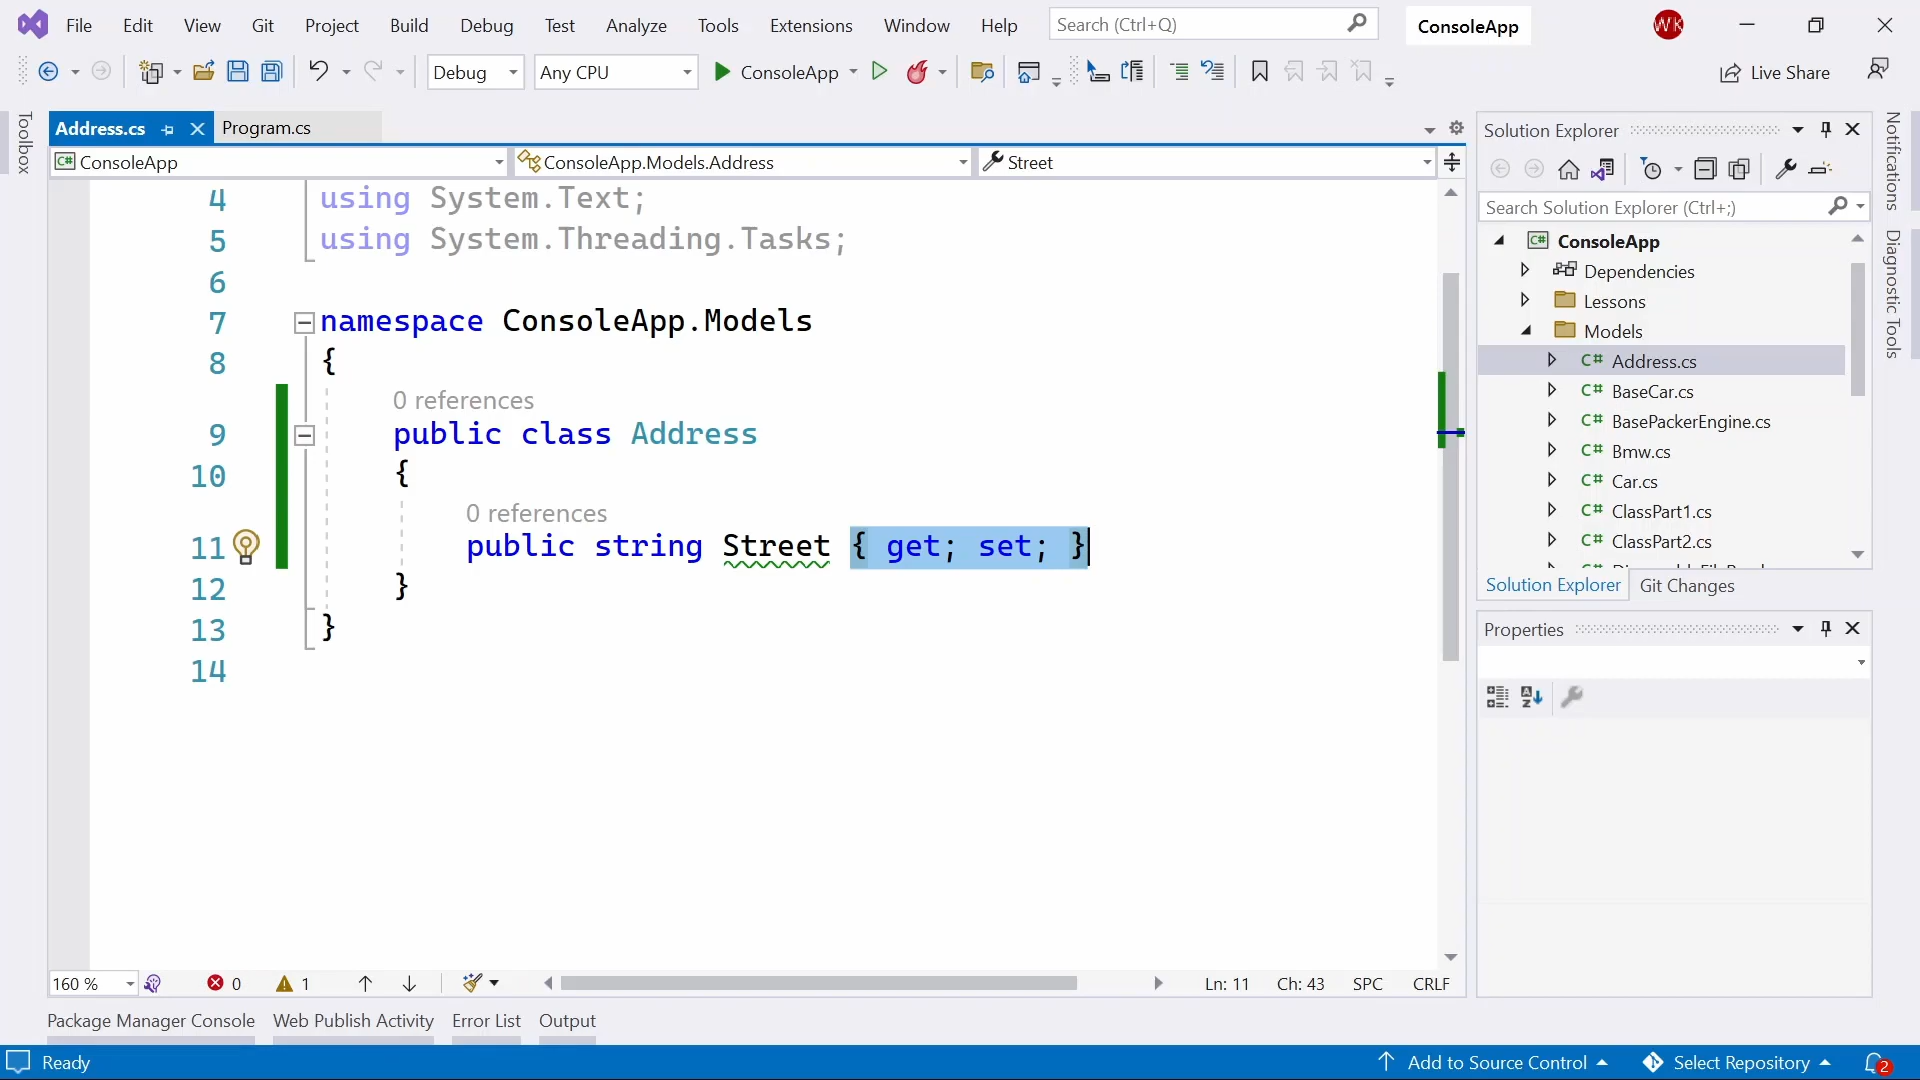 File Edit View Git Project Build Debug Test Analyze Tools Extensions Window Help Search (Ctrl+Q) ConsoleApp WK
Debug Any CPU ConsoleApp Live Share
Toolbox
Address.cs Program.cs
ConsoleApp ConsoleApp.Models.Address Street
4 using System.Text;
5 using System.Threading.Tasks;
6
7 namespace ConsoleApp.Models
8 {
0 references
9 public class Address
10 {
0 references
11 public string Street { get; set; }
12 }
13 }
14
160 % 0 1 Ln: 11 Ch: 43 SPC CRLF
Solution Explorer
Search Solution Explorer (Ctrl+;)
C# ConsoleApp
Dependencies
Lessons
Models
C# Address.cs
C# BaseCar.cs
C# BasePackerEngine.cs
C# Bmw.cs
C# Car.cs
C# ClassPart1.cs
C# ClassPart2.cs
Solution Explorer Git Changes
Properties
Notifications
Diagnostic Tools
Package Manager Console Web Publish Activity Error List Output
Ready Add to Source Control Select Repository 2